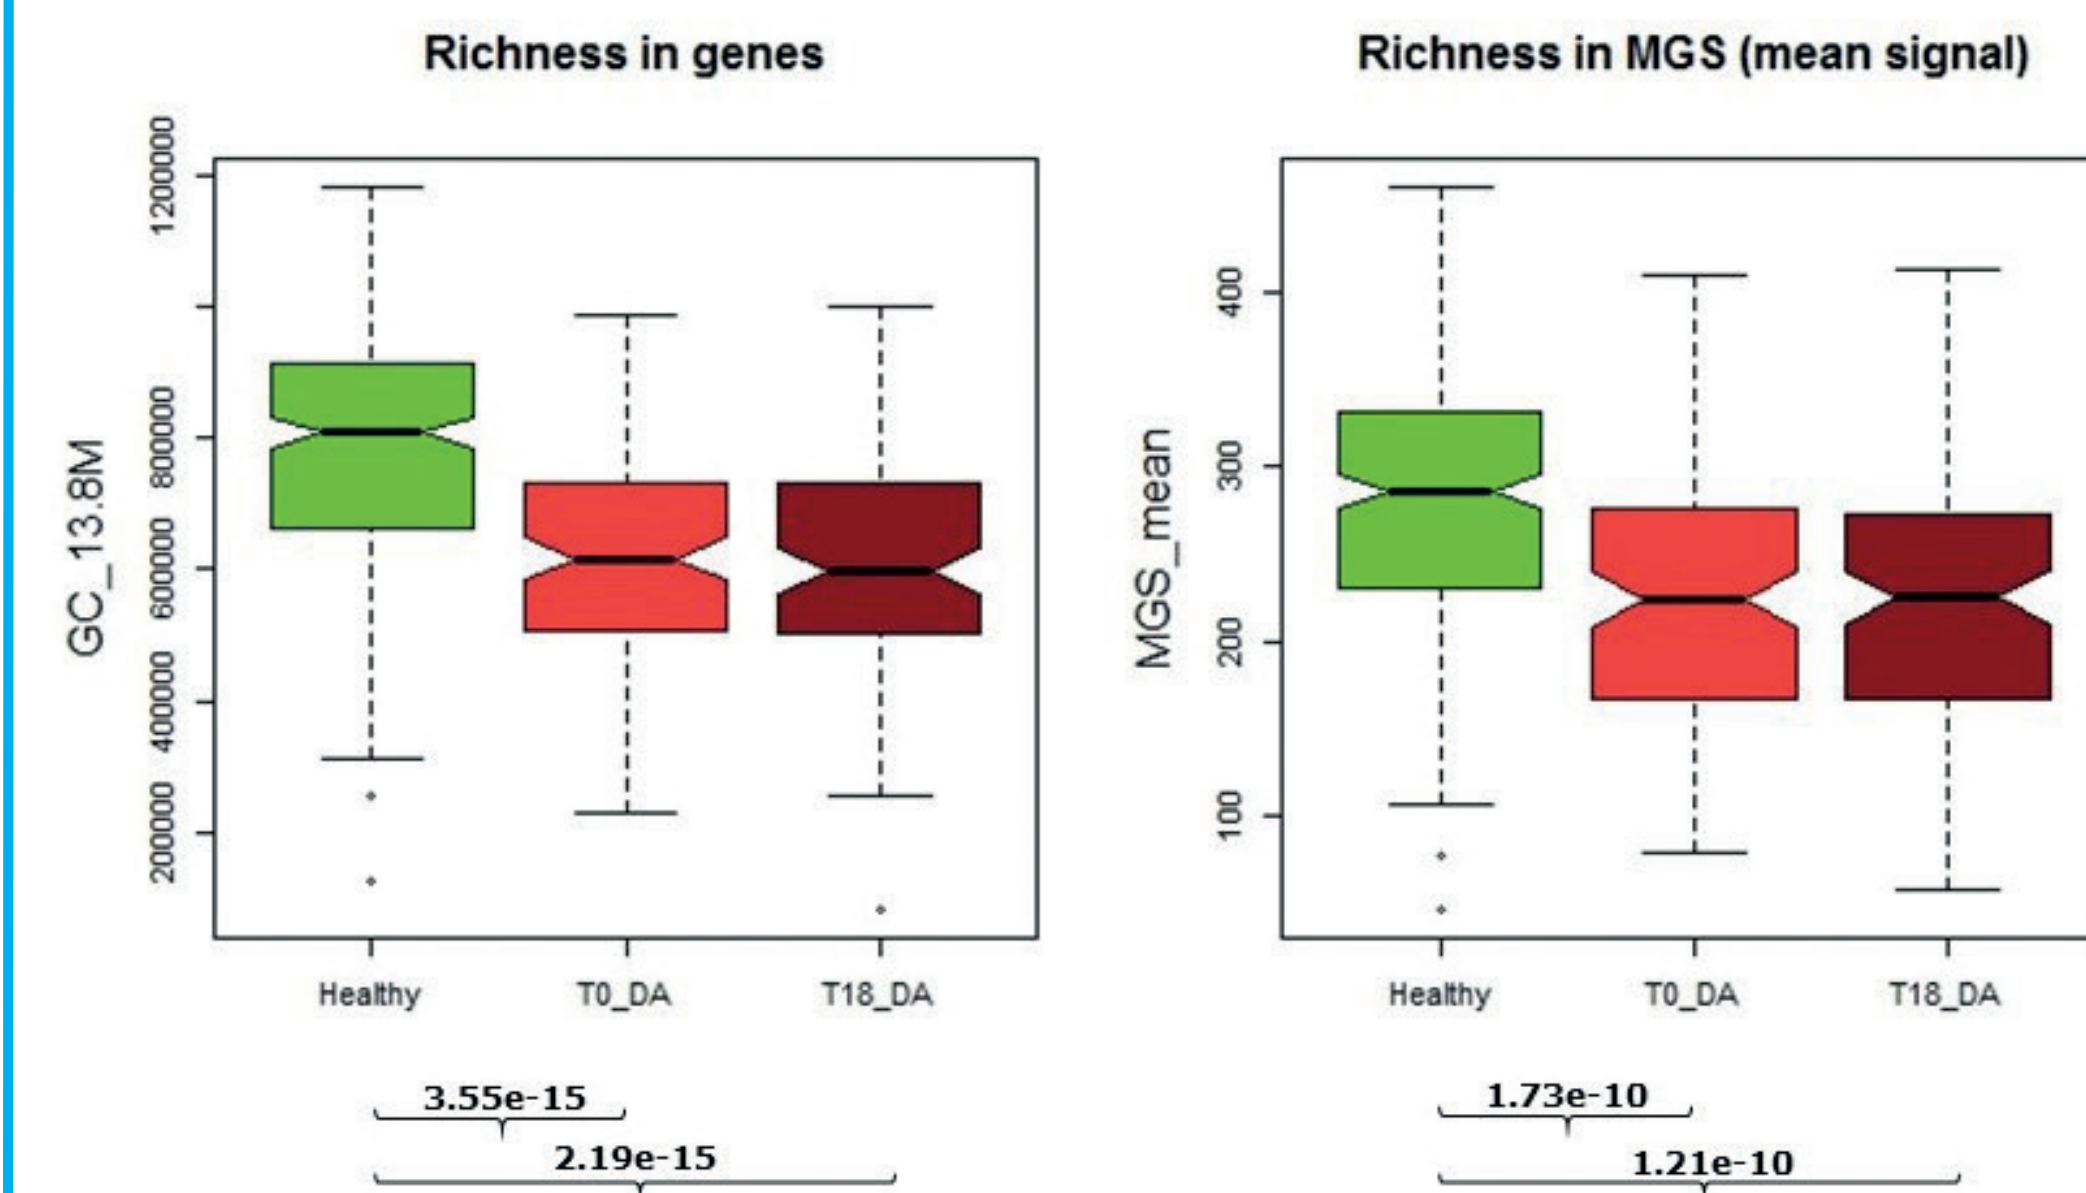 Richness in genes
GC_13.8M
1200000
800000
600000
400000
200000
Healthy
T0_DA
T18_DA
3.55e-15
2.19e-15
Richness in MGS (mean signal)
MGS_mean
400
300
200
100
Healthy
T0_DA
T18_DA
1.73e-10
1.21e-10